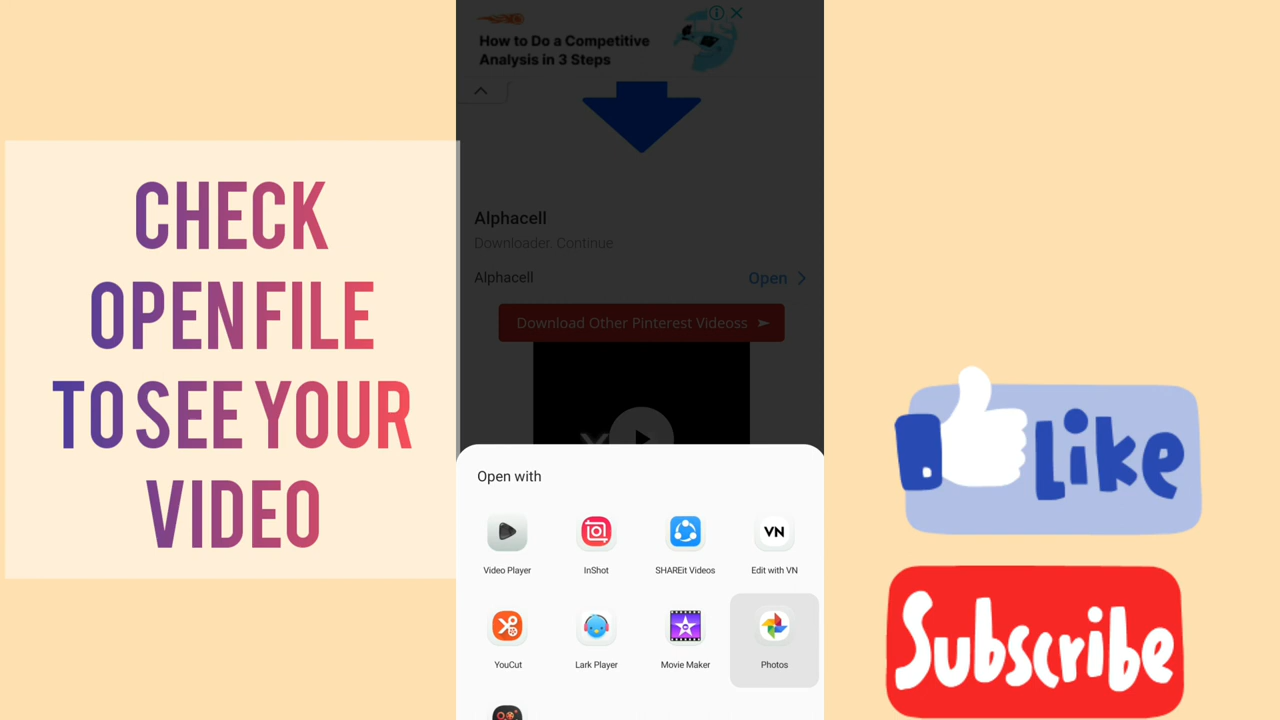 CHECK
OPEN FILE
TO SEE YOUR
VIDEO
How to Do a Competitive
Analysis in 3 Steps
Alphacell
Downloader. Continue
Alphacell
Open
Download Other Pinterest Videoss
Open with
Video Player
InShot
SHAREit Videos
VN
Edit with VN
YouCut
Lark Player
Movie Maker
Photos
Like
Subscribe